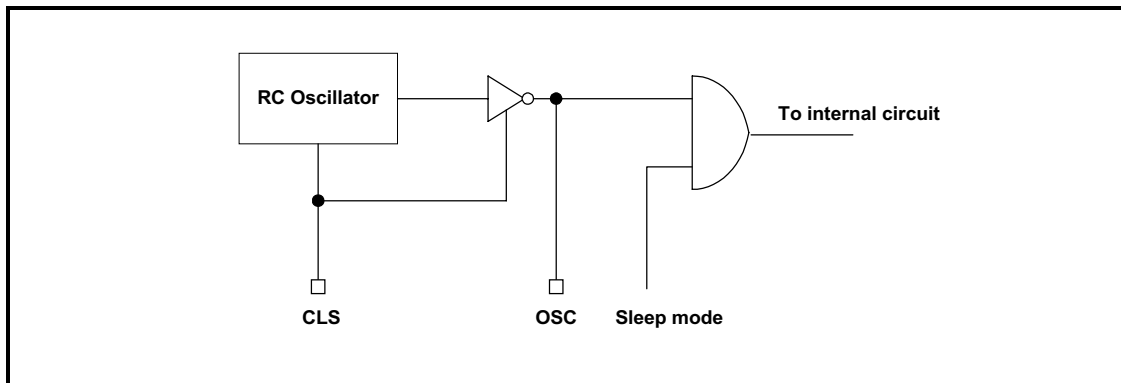 RC Oscillator
To internal circuit
CLS
OSC
Sleep mode